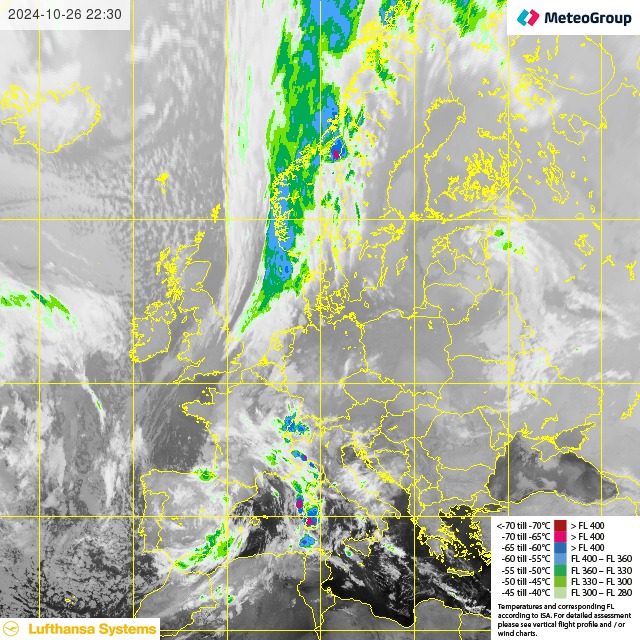 2024-10-26 22:30
MeteoGroup
<-70 till -70°C > FL 400
-70 till -65°C > FL 400
-65 till -60°C > FL 400
-60 till -55°C FL 400 – FL 360
-55 till -50°C FL 360 – FL 330
-50 till -45°C FL 330 – FL 300
-45 till -40°C FL 300 – FL 280
Temperatures and corresponding FL
according to ISA. For detailed assessment
please see vertical flight profile and / or
wind charts.
Lufthansa Systems